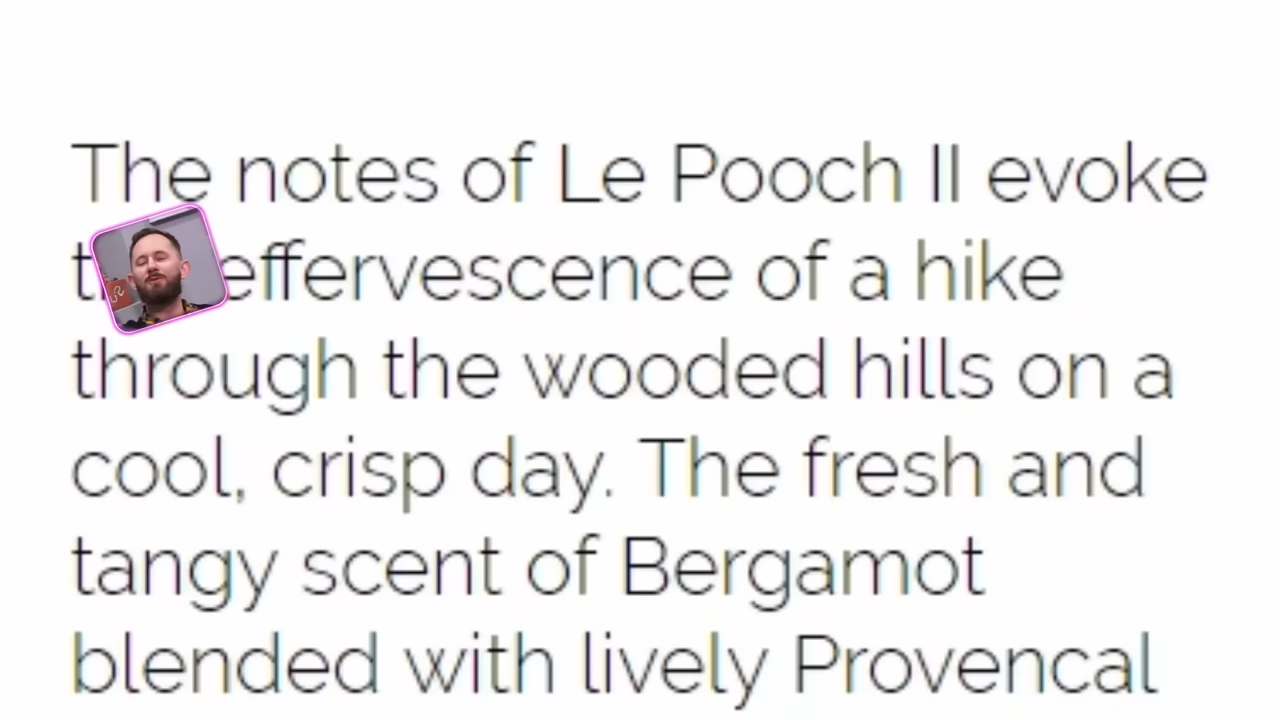 The notes of Le Pooch II evoke
effervescence of a hike
through the wooded hills on a
cool, crisp day. The fresh and
tangy scent of Bergamot
blended with lively Provencal